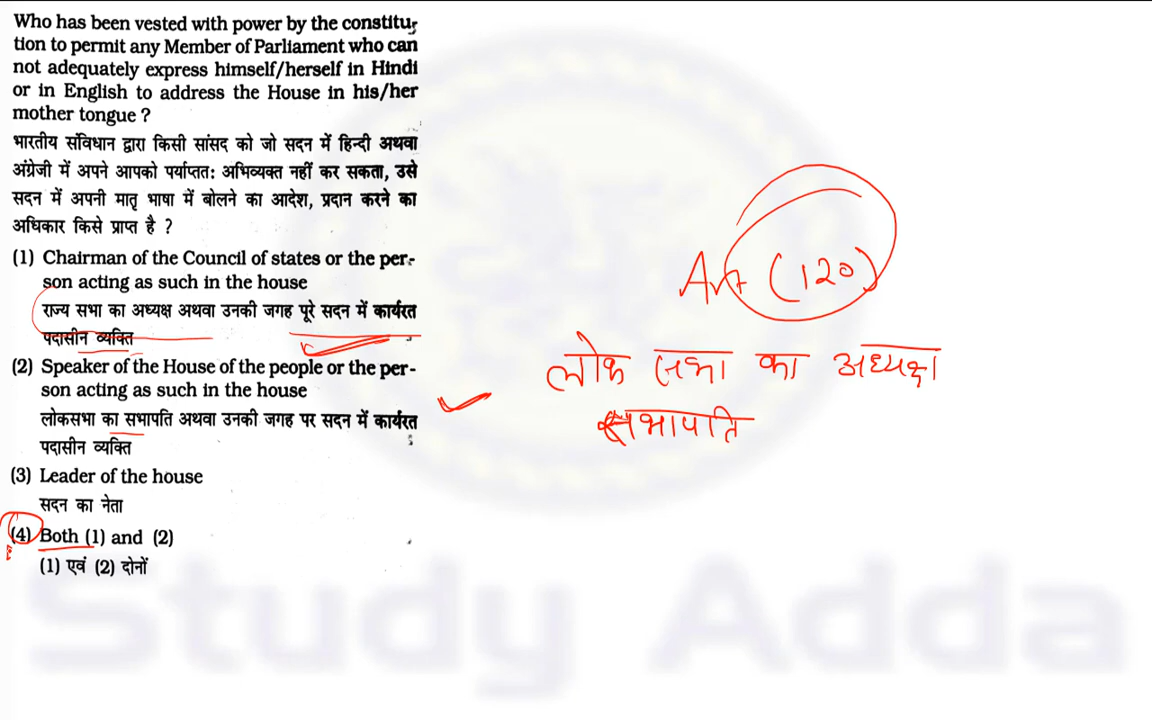 Who has been vested with power by the constitu-
tion to permit any Member of Parliament who can
not adequately express himself/herself in Hindi
or in English to address the House in his/her
mother tongue ?
भारतीय संविधान द्वारा किसी सांसद को जो सदन में हिन्दी अथवा
अंग्रेजी में अपने आपको पर्याप्ततः अभिव्यक्त नहीं कर सकता, उसे
सदन में अपनी मातृ भाषा में बोलने का आदेश, प्रदान करने का
अधिकार किसे प्राप्त है ?
(1) Chairman of the Council of states or the per-
son acting as such in the house
राज्य सभा का अध्यक्ष अथवा उनकी जगह पूरे सदन में कार्यरत
पदासीन व्यक्ति
(2) Speaker of the House of the people or the per-
son acting as such in the house
लोकसभा का सभापति अथवा उनकी जगह पर सदन में कार्यरत
पदासीन व्यक्ति
(3) Leader of the house
सदन का नेता
(4) Both (1) and (2)
(1) एवं (2) दोनों
Art (120)
लोक सभा का अध्यक्ष
सभापति
Study Adda